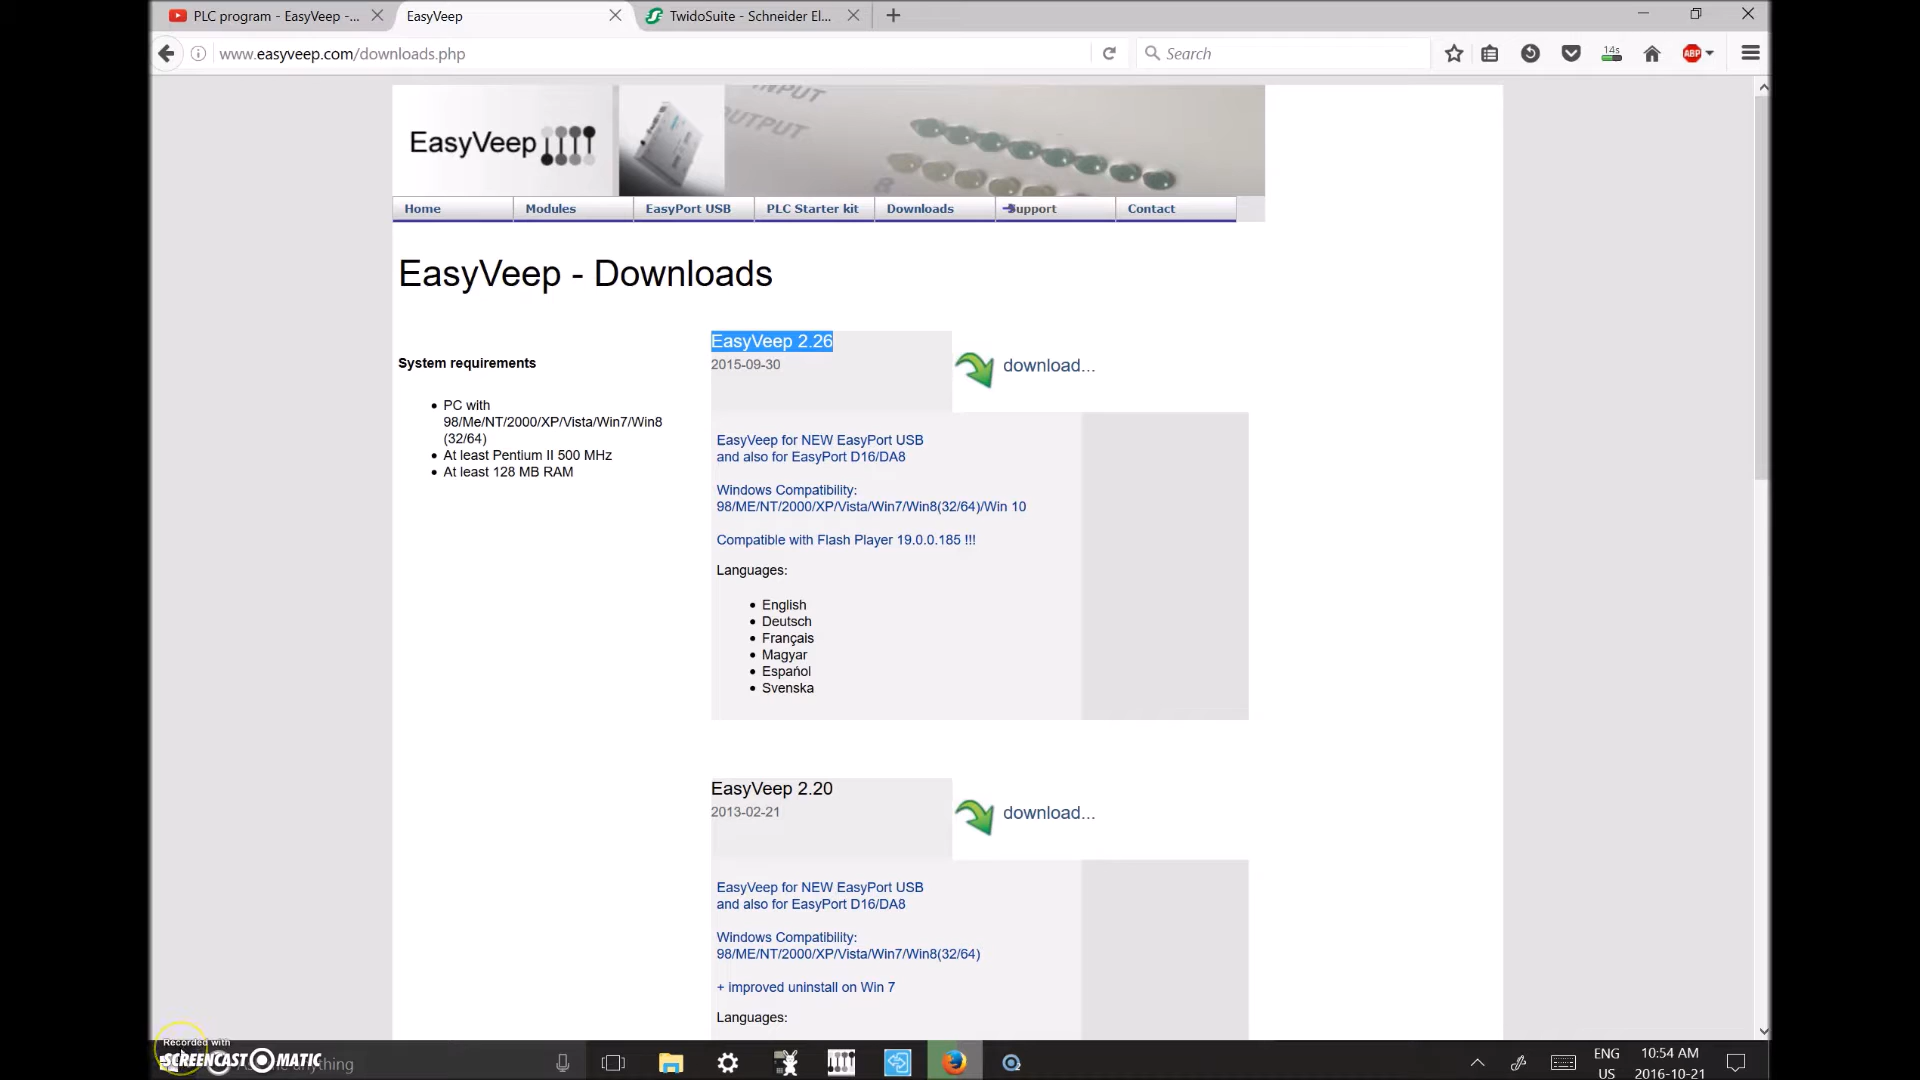 PLC program - EasyVeep -...
EasyVeep
TwidoSuite - Schneider El...
www.easyveep.com/downloads.php
Search
14s
ABP
EasyVeep
INPUT
OUTPUT
8
Home
Modules
EasyPort USB
PLC Starter kit
Downloads
Support
Contact
EasyVeep - Downloads
System requirements
• PC with
98/Me/NT/2000/XP/Vista/Win7/Win8
(32/64)
• At least Pentium II 500 MHz
• At least 128 MB RAM
EasyVeep 2.26
2015-09-30
download...
EasyVeep for NEW EasyPort USB
and also for EasyPort D16/DA8
Windows Compatibility:
98/ME/NT/2000/XP/Vista/Win7/Win8(32/64)/Win 10
Compatible with Flash Player 19.0.0.185 !!!
Languages:
• English
• Deutsch
• Français
• Magyar
• Español
• Svenska
EasyVeep 2.20
2013-02-21
download...
EasyVeep for NEW EasyPort USB
and also for EasyPort D16/DA8
Windows Compatibility:
98/ME/NT/2000/XP/Vista/Win7/Win8(32/64)
+ improved uninstall on Win 7
Languages:
Recorded with
SCREENCAST MATIC
anything
ENG
US
10:54 AM
2016-10-21